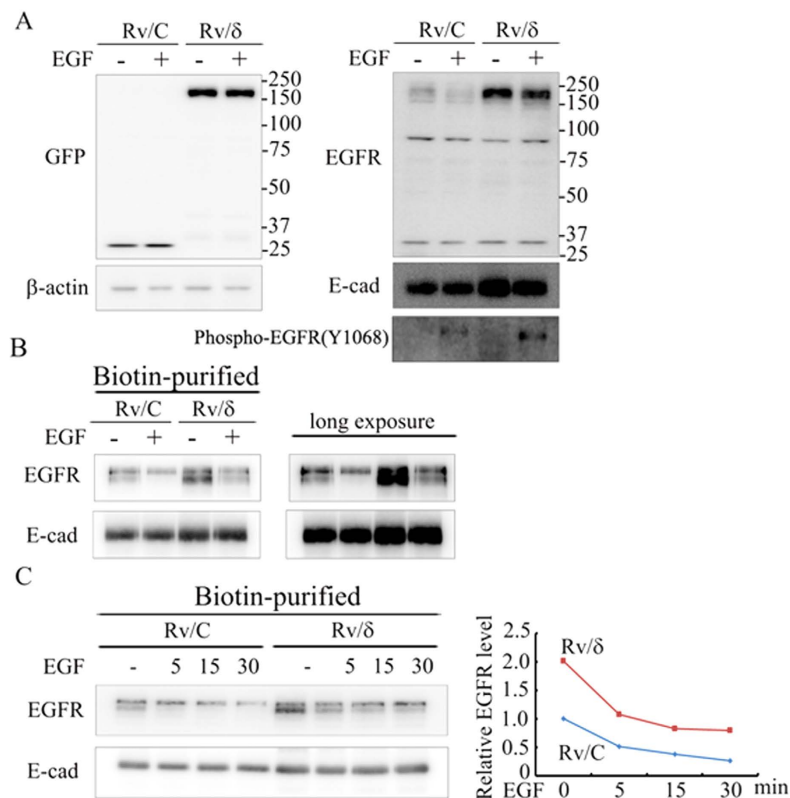 A
Rv/C Rv/δ
EGF - + - +
GFP
-250
-150
-100
-75
-50
-37
-25
β-actin
Rv/C Rv/δ
EGF - + - +
EGFR
-250
-150
-100
-75
-50
-37
-25
E-cad
Phospho-EGFR(Y1068)
B
Biotin-purified
Rv/C Rv/δ
EGF - + - +
long exposure
EGFR
E-cad
C
Biotin-purified
Rv/C Rv/δ
EGF - 5 15 30 - 5 15 30
EGFR
E-cad
Relative EGFR level
2.5
2.0
1.5
1.0
0.5
0
Rv/δ
Rv/C
EGF 0 5 15 30 min